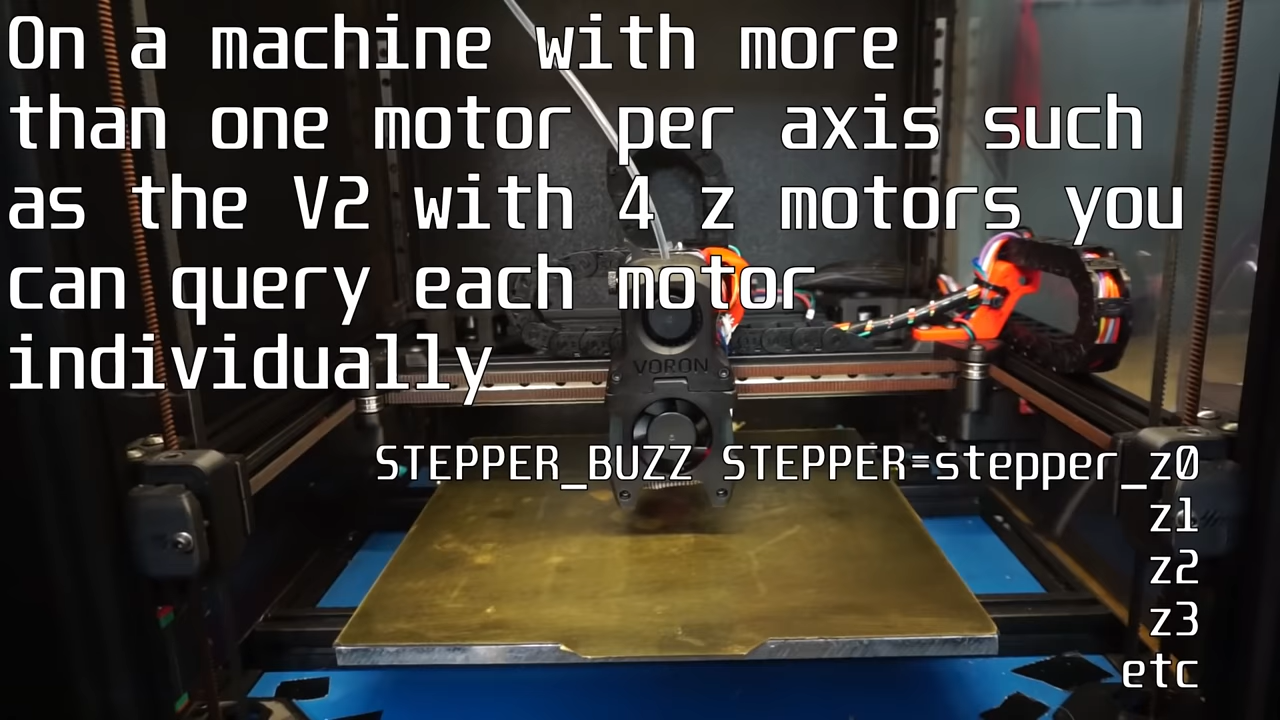 On a machine with more
than one motor per axis such
as the V2 with 4 z motors you
can query each motor
individually
VORON
STEPPER_BUZZ STEPPER=stepper_z0
z1
z2
z3
etc